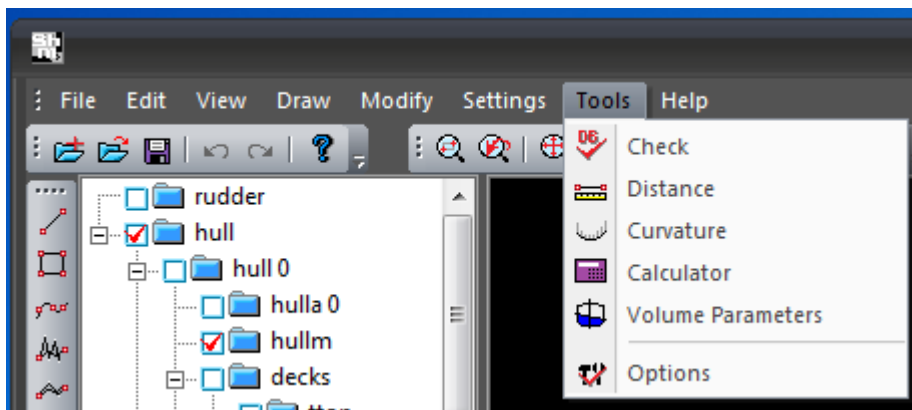 File Edit View Draw Modify Settings Tools Help
Check
Distance
Curvature
Calculator
Volume Parameters
Options
rudder
hull
hull 0
hulla 0
hullm
decks